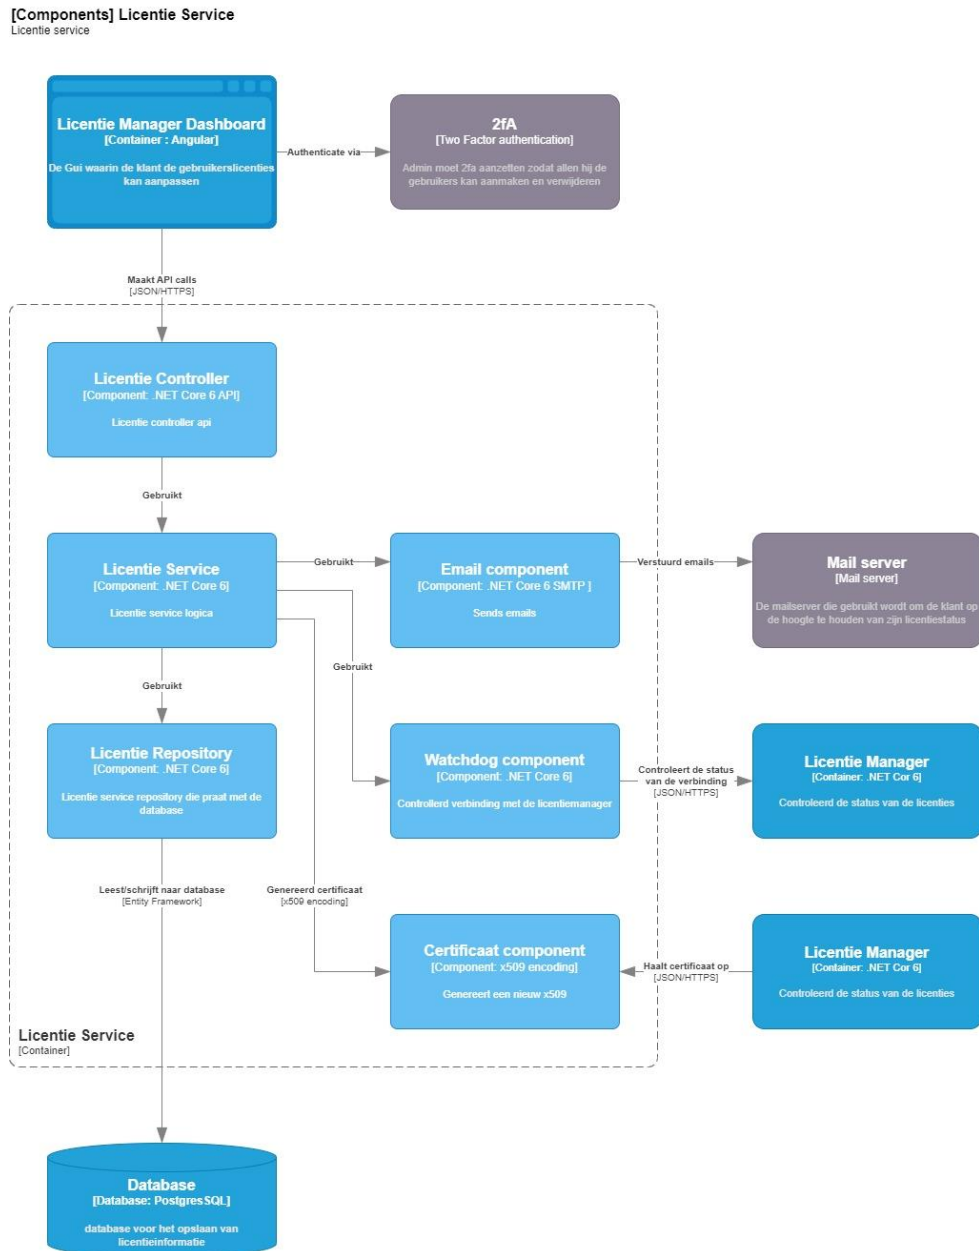 [Components] Licentie Service
Licentie service
Licentie Manager Dashboard
[Container : Angular]
De Gui waarin de klant de gebruikerslicenties
kan aanpassen
Authenticate via
2fA
[Two Factor authentication]
Admin moet 2fa aanzetten zodat allen hij de
gebruikers kan aanmaken en verwijderen
Maakt API calls
[JSON/HTTPS]
Licentie Controller
[Component: .NET Core 6 API]
Licentie controller api
Gebruikt
Licentie Service
[Component: .NET Core 6]
Licentie service logica
Gebruikt
Email component
[Component: .NET Core 6 SMTP ]
Sends emails
Verstuurd emails
Mail server
[Mail server]
De mailserver die gebruikt wordt om de klant op
de hoogte te houden van zijn licentiestatus
Gebruikt
Gebruikt
Licentie Repository
[Component: .NET Core 6]
Licentie service repository die praat met de
database
Watchdog component
[Component: .NET Core 6]
Controllerd verbinding met de licentiemanager
Controleert de status
van de verbinding
[JSON/HTTPS]
Licentie Manager
[Container: .NET Cor 6]
Controleerd de status van de licenties
Leest/schrijft naar database
[Entity Framework]
Genereerd certificaat
[x509 encoding]
Certificaat component
[Component: x509 encoding]
Genereert een nieuw x509
Haalt certificaat op
[JSON/HTTPS]
Licentie Manager
[Container: .NET Cor 6]
Controleerd de status van de licenties
Licentie Service
[Container]
Database
[Database: PostgresSQL]
database voor het opslaan van
licentieinformatie